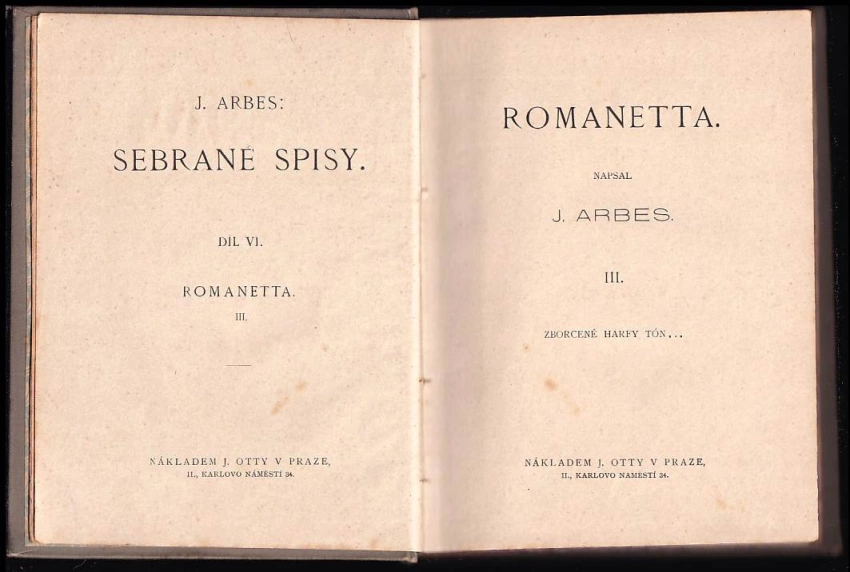 J. ARBES:
SEBRANÉ SPISY.
DÍL VI.
ROMANETTA.
III.
NÁKLADEM J. OTTY V PRAZE,
II., KARLOVO NÁMĚSTÍ 34.
ROMANETTA.
NAPSAL
J. ARBES.
III.
ZBORCENÉ HARFY TÓN...
NÁKLADEM J. OTTY V PRAZE,
II., KARLOVO NÁMĚSTÍ 34.